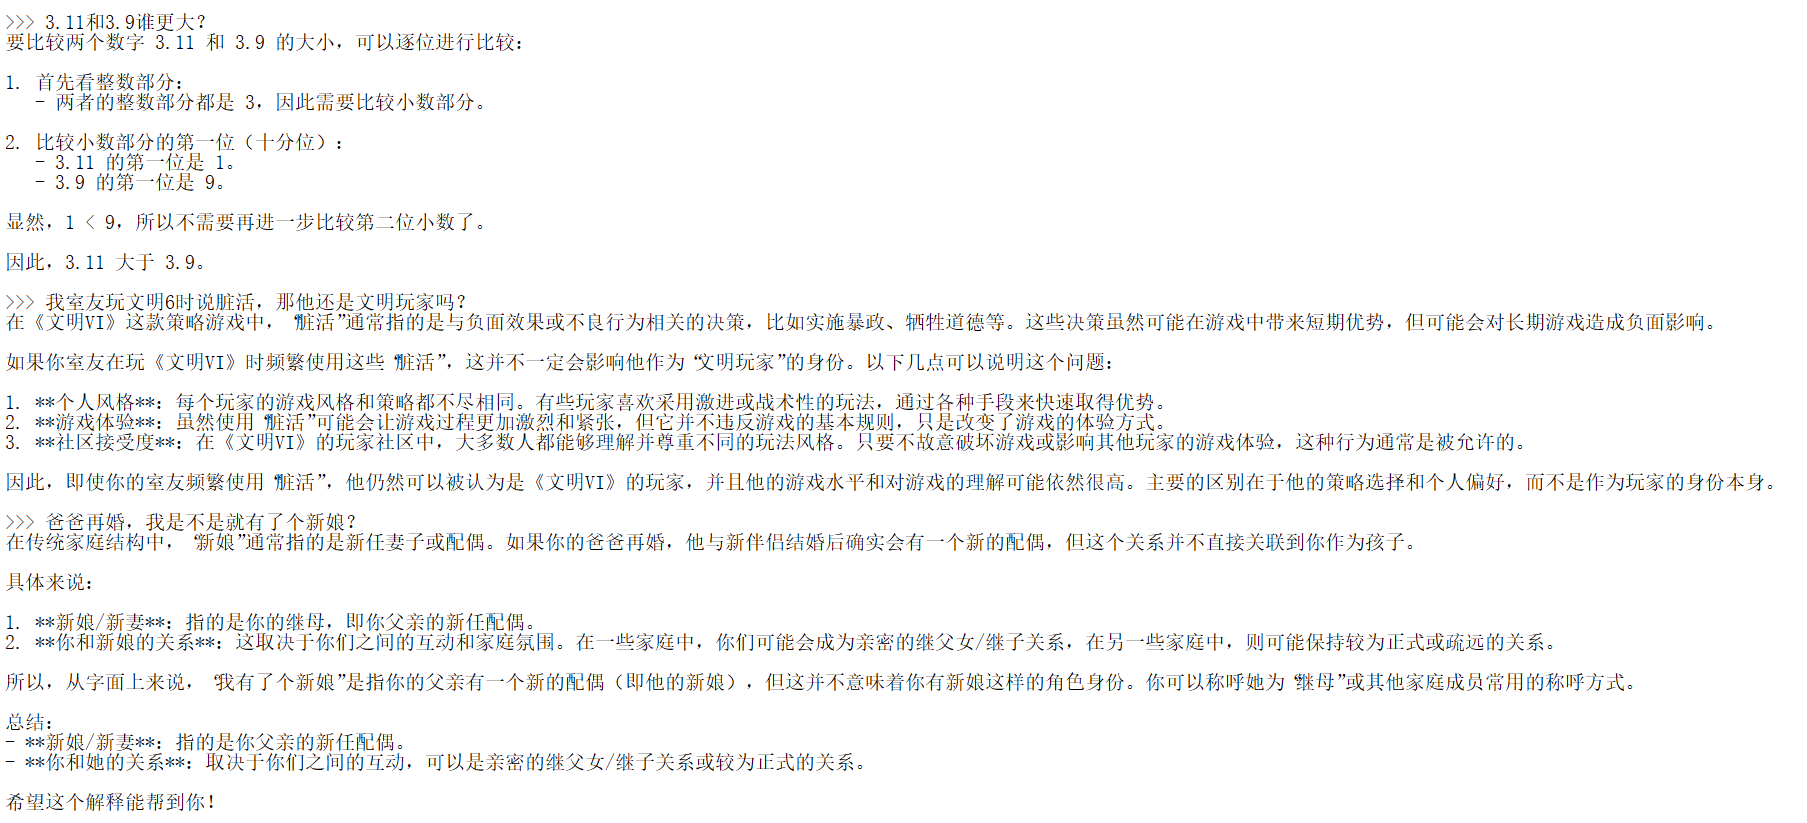 >>> 3.11和3.9谁更大？
要比较两个数字 3.11 和 3.9 的大小，可以逐位进行比较：
1. 首先看整数部分：
- 两者的整数部分都是 3，因此需要比较小数部分。
2. 比较小数部分的第一位（十分位）：
- 3.11 的第一位是 1。
- 3.9 的第一位是 9。
显然，1 < 9，所以不需要再进一步比较第二位小数了。
因此，3.11 大于 3.9。
>>> 我室友玩文明6时说脏活，那他还是文明玩家吗？
在《文明VI》这款策略游戏中，“脏活”通常指的是与负面效果或不良行为相关的决策，比如实施暴政、牺牲道德等。这些决策虽然可能在游戏中带来短期优势，但可能会对长期游戏造成负面影响。
如果你室友在玩《文明VI》时频繁使用这些“脏活”，这并不一定会影响他作为“文明玩家”的身份。以下几点可以说明这个问题：
1. **个人风格**：每个玩家的游戏风格和策略都不尽相同。有些玩家喜欢采用激进或战术性的玩法，通过各种手段来快速取得优势。
2. **游戏体验**：虽然使用“脏活”可能会让游戏过程更加激烈和紧张，但它并不违反游戏的基本规则，只是改变了游戏的体验方式。
3. **社区接受度**：在《文明VI》的玩家社区中，大多数人都能够理解并尊重不同的玩法风格。只要不故意破坏游戏或影响其他玩家的游戏体验，这种行为通常是被允许的。
因此，即使你的室友频繁使用“脏活”，他仍然可以被认为是《文明VI》的玩家，并且他的游戏水平和对游戏的理解可能依然很高。主要的区别在于他的策略选择和个人偏好，而不是作为玩家的身份本身。
>>> 爸爸再婚，我是不是就有了个新娘？
在传统家庭结构中，“新娘”通常指的是新任妻子或配偶。如果你的爸爸再婚，他与新伴侣结婚后确实会有一个新的配偶，但这个关系并不直接关联到你作为孩子。
具体来说：
1. **新娘/新妻**：指的是你的继母，即你父亲的新任配偶。
2. **你和新娘的关系**：这取决于你们之间的互动和家庭氛围。在一些家庭中，你们可能会成为亲密的继父女/继子关系，在另一些家庭中，则可能保持较为正式或疏远的关系。
所以，从字面上来说，“我有了个新娘”是指你的父亲有一个新的配偶（即他的新娘），但这并不意味着你有新娘这样的角色身份。你可以称呼她为“继母”或其他家庭成员常用的称呼方式。
总结：
- **新娘/新妻**：指的是你父亲的新任配偶。
- **你和她的关系**：取决于你们之间的互动，可以是亲密的继父女/继子关系或较为正式的关系。
希望这个解释能帮到你！